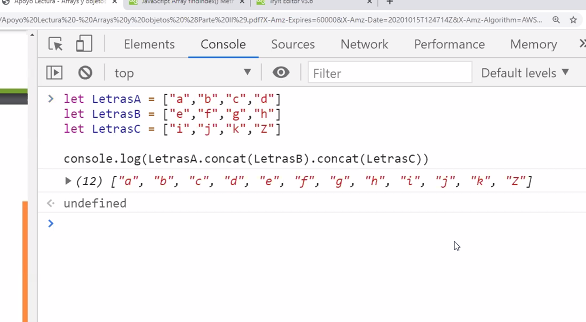 Apoyo Lectura - Arrays y objeto
JavaScript Array findIndex() Met
Tryit Editor v3.6
/Apoyo%20Lectura%20-%20Arrays%20y%20objetos%20%28Parte%20II%29.pdf?X-Amz-Expires=60000&X-Amz-Date=20201015T124714Z&X-Amz-Algorithm=AWS...
Elements Console Sources Network Performance Memory
top Filter Default levels
let LetrasA = ["a","b","c","d"]
let LetrasB = ["e","f","g","h"]
let LetrasC = ["i","j","k","Z"]
console.log(LetrasA.concat(LetrasB).concat(LetrasC))
(12) ["a", "b", "c", "d", "e", "f", "g", "h", "i", "j", "k", "Z"]
undefined